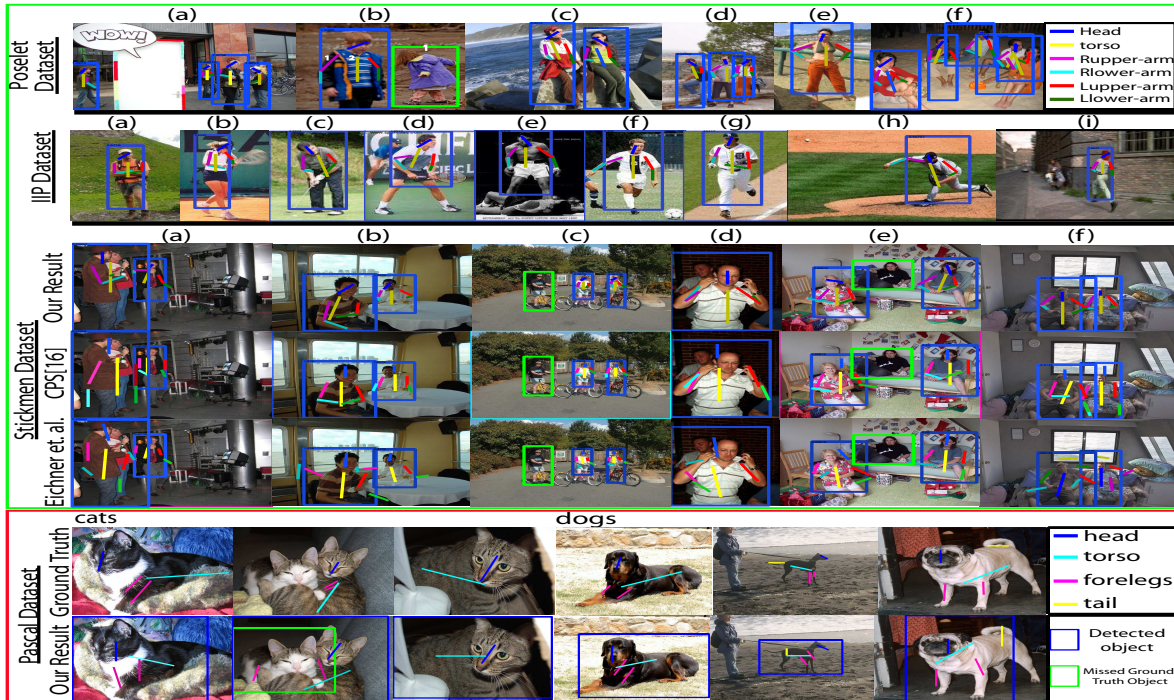 (a) (b) (c) (d) (e) (f)
Poselet Dataset
WOW!
Head
torso
Rupper-arm
Rlower-arm
Lupper-arm
Llower-arm
IIP Dataset
(a) (b) (c) (d) (e) (f) (g) (h) (i)
Stickmen Dataset
(a) (b) (c) (d) (e) (f)
Our Result
CPS[16]
Eichner et. al.
cats dogs
Pascal Dataset
Ground Truth
Our Result
head
torso
forelegs
tail
Detected
object
Missed Ground
Truth Object